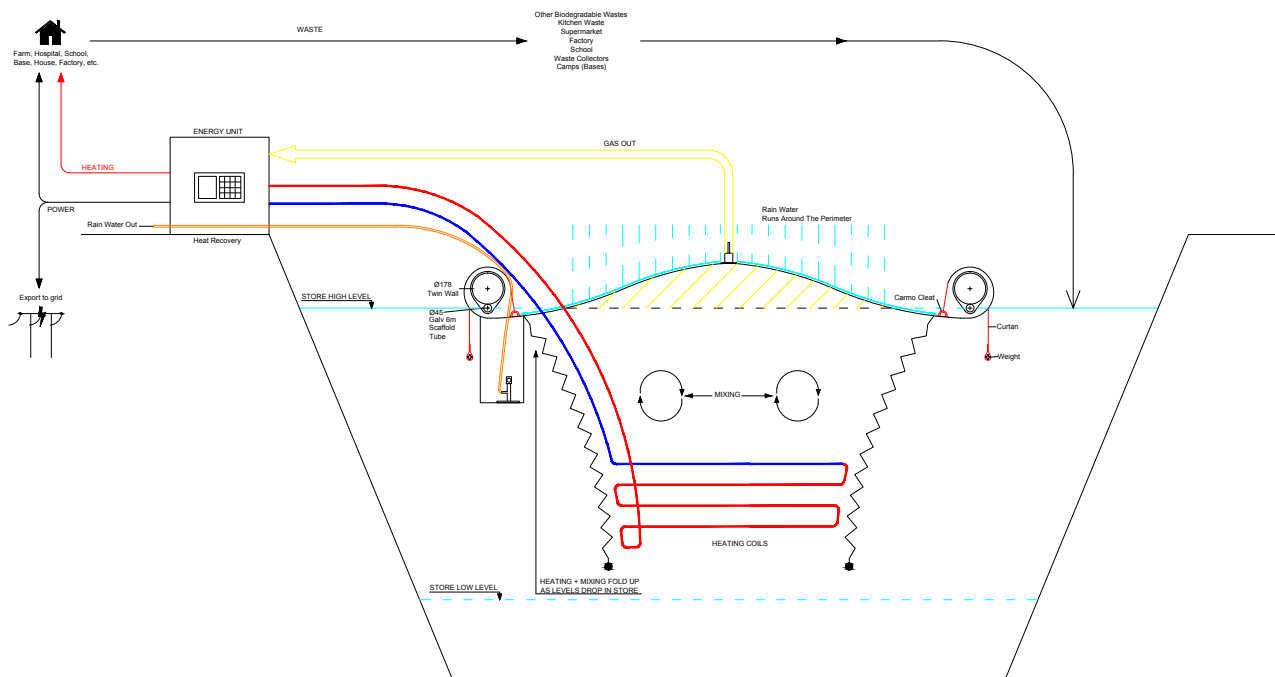 Other Biodegradable Wastes
Kitchen Waste
Supermarket
Factory
School
Waste Collectors
Camps (Bases)
WASTE
Farm, Hospital, School,
Base, House, Factory, etc.
ENERGY UNIT
GAS OUT
HEATING
POWER
Rain Water Out
Heat Recovery
Rain Water
Runs Around The Perimeter
Export to grid
STORE HIGH LEVEL
Ø178
Twin Wall
Ø45
Galv 6m
Scaffold
Tube
Carmo Cleat
Curtan
Weight
MIXING
HEATING COILS
STORE LOW LEVEL
HEATING + MIXING FOLD UP
AS LEVELS DROP IN STORE